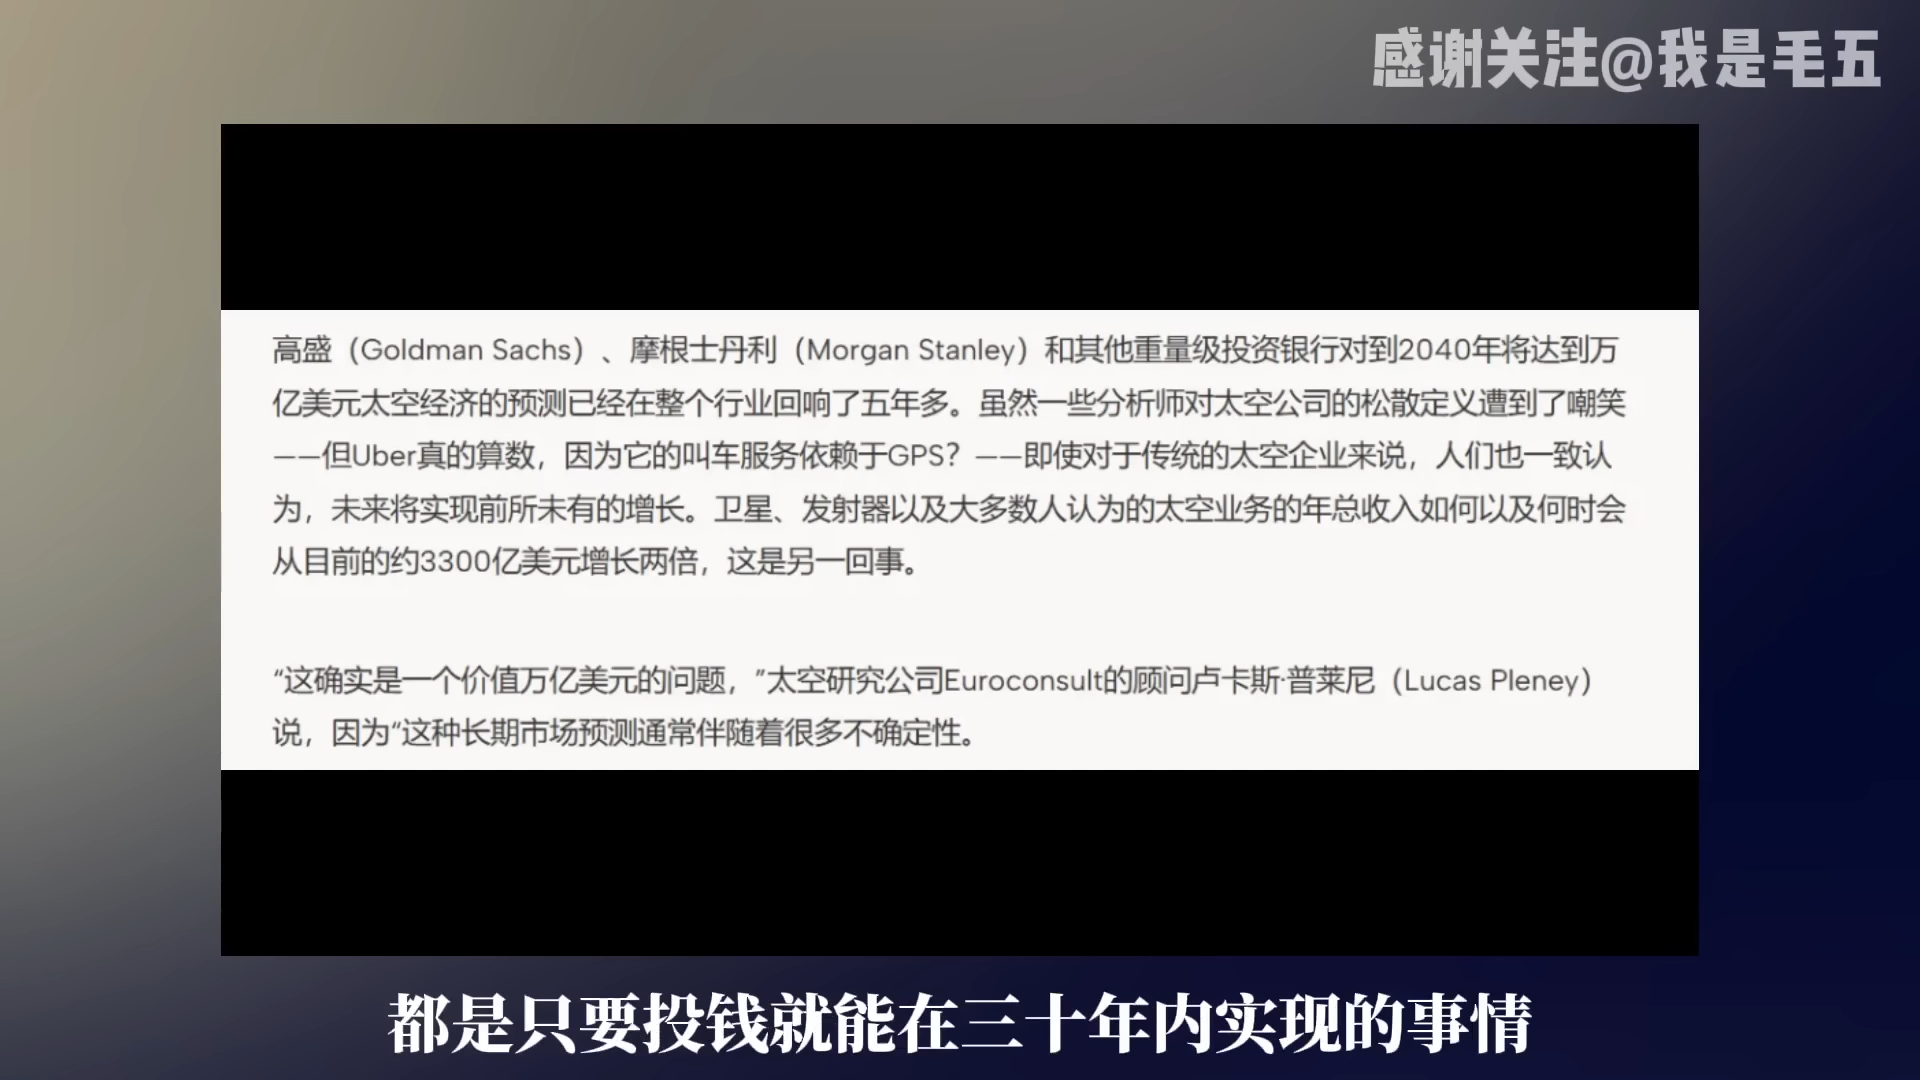 感谢关注@我是毛五
高盛（Goldman Sachs）、摩根士丹利（Morgan Stanley）和其他重量级投资银行对到2040年将达到万
亿美元太空经济的预测已经在整个行业回响了五年多。虽然一些分析师对太空公司的松散定义遭到了嘲笑
——但Uber真的算数，因为它的叫车服务依赖于GPS？——即使对于传统的太空企业来说，人们也一致认
为，未来将实现前所未有的增长。卫星、发射器以及大多数人认为的太空业务的年总收入如何以及何时会
从目前的约3300亿美元增长两倍，这是另一回事。
“这确实是一个价值万亿美元的问题，”太空研究公司Euroconsult的顾问卢卡斯·普莱尼（Lucas Pleney）
说，因为“这种长期市场预测通常伴随着很多不确定性。
都是只要投钱就能在三十年内实现的事情